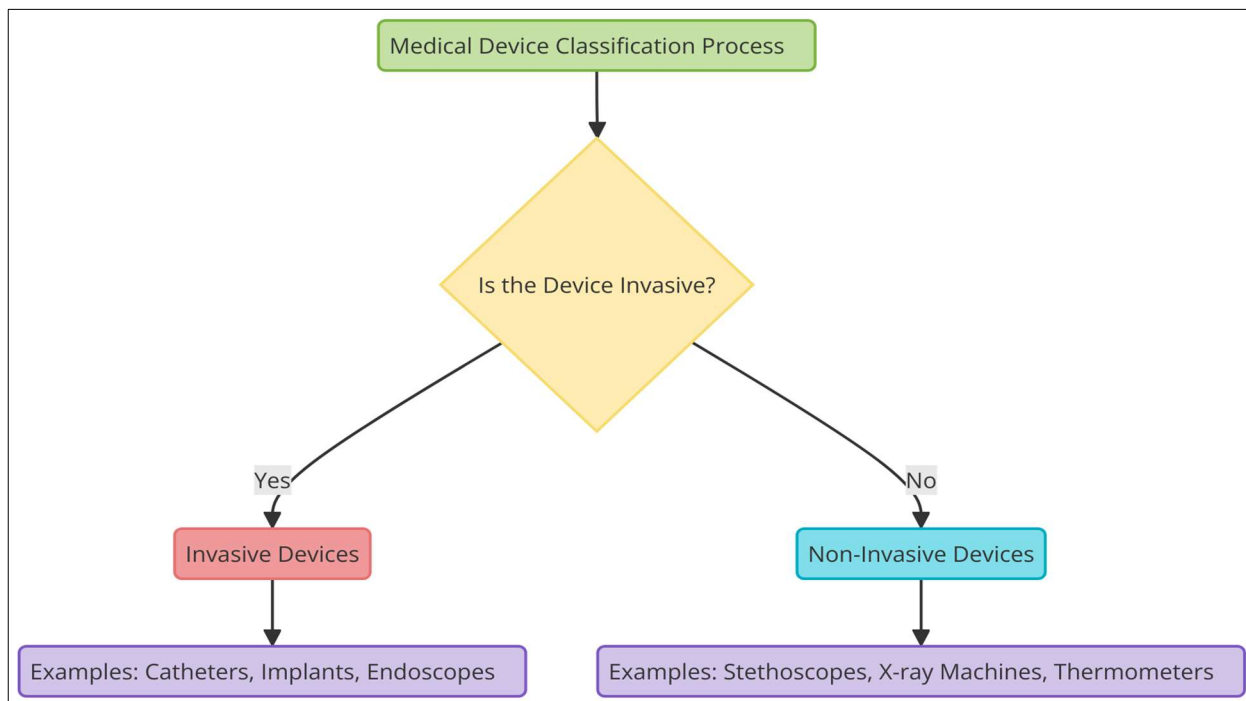 Medical Device Classification Process
Is the Device Invasive?
Yes
No
Invasive Devices
Non-Invasive Devices
Examples: Catheters, Implants, Endoscopes
Examples: Stethoscopes, X-ray Machines, Thermometers